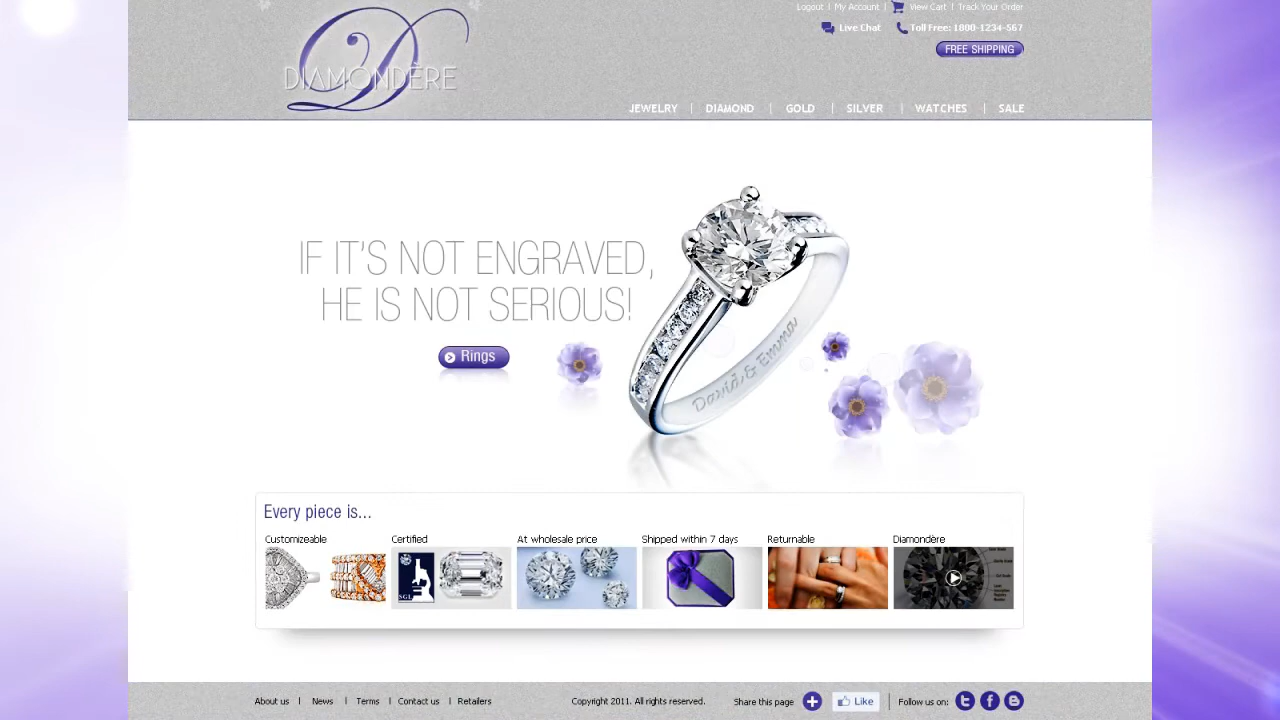 Logout | My Account | View Cart | Track Your Order
Live Chat Toll Free: 1800-1234-567
FREE SHIPPING
D
DIAMONDÈRE
JEWELRY | DIAMOND | GOLD | SILVER | WATCHES | SALE
IF IT'S NOT ENGRAVED,
HE IS NOT SERIOUS!
Rings
David & Emma
Every piece is...
Customizeable Certified At wholesale price Shipped within 7 days Returnable Diamondère
SGL
About us | News | Terms | Contact us | Retailers Copyright 2011. All rights reserved. Share this page Like Follow us on: